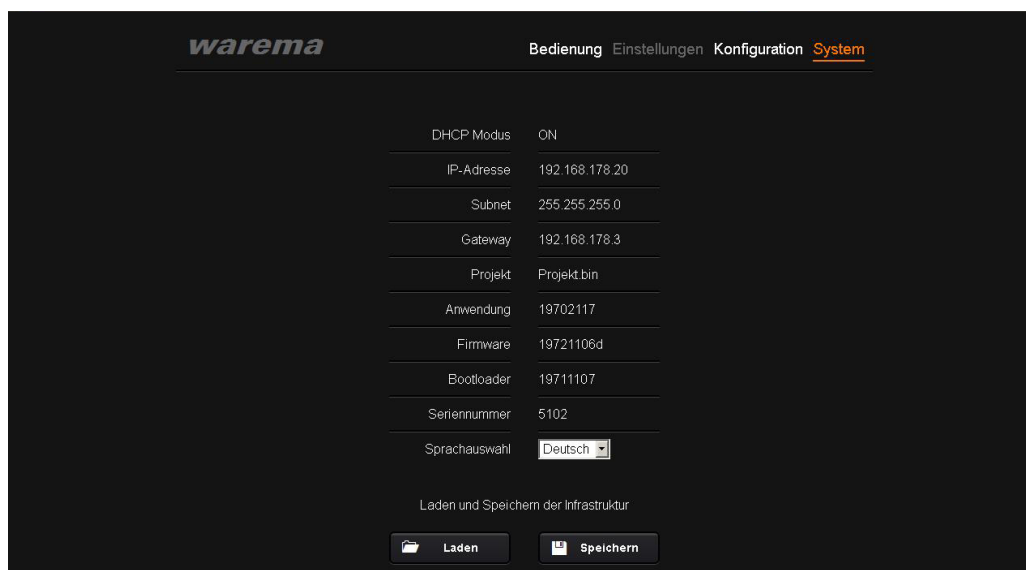 warema Bedienung Einstellungen Konfiguration System
DHCP Modus ON
IP-Adresse 192.168.178.20
Subnet 255.255.255.0
Gateway 192.168.178.3
Projekt Projekt.bin
Anwendung 19702117
Firmware 19721106d
Bootloader 19711107
Seriennummer 5102
Sprachauswahl Deutsch
Laden und Speichern der Infrastruktur
Laden Speichern